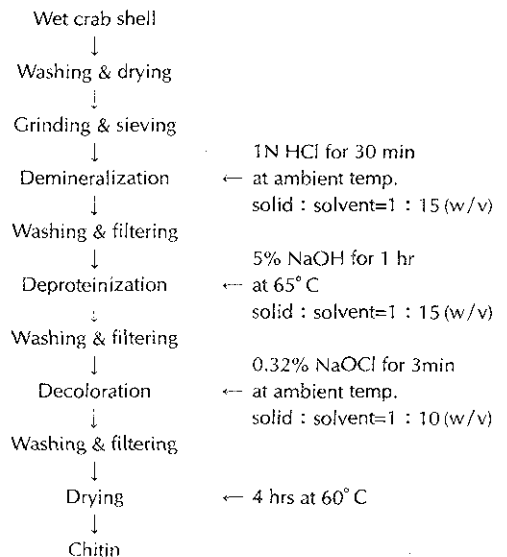 Wet crab shell
↓
Washing & drying
↓
Grinding & sieving
↓
1N HCl for 30 min
Demineralization ← at ambient temp.
solid : solvent=1 : 15 (w/v)
↓
Washing & filtering
↓
5% NaOH for 1 hr
Deproteinization ← at 65°C
solid : solvent=1 : 15 (w/v)
↓
Washing & filtering
↓
0.32% NaOCl for 3min
Decoloration ← at ambient temp.
solid : solvent=1 : 10 (w/v)
↓
Washing & filtering
↓
Drying ← 4 hrs at 60°C
↓
Chitin